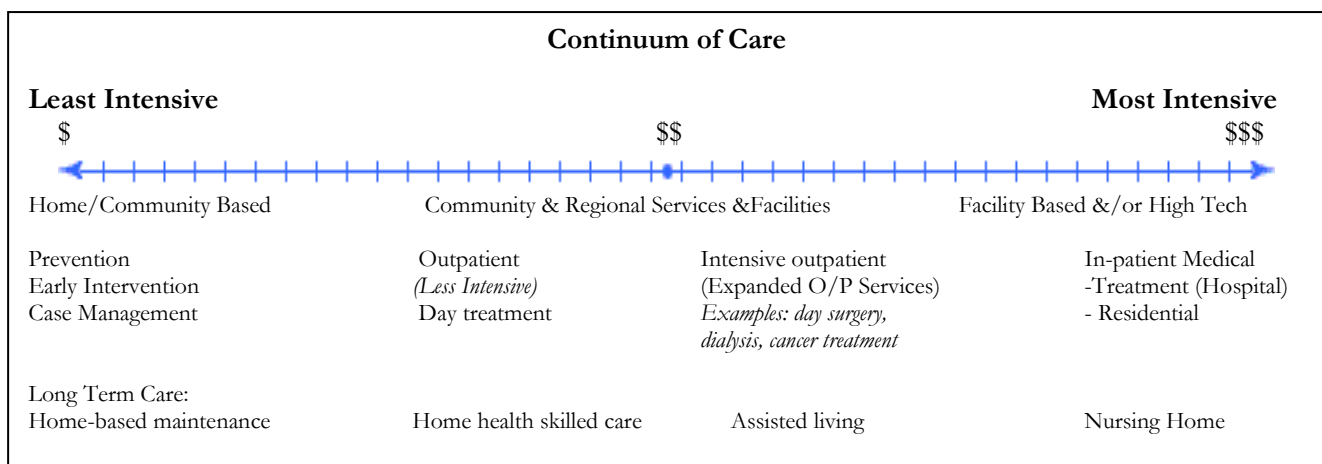 Continuum of Care
Least Intensive Most Intensive
$ $$ $$$
Home/Community Based Community & Regional Services &Facilities Facility Based &/or High Tech
Prevention Outpatient Intensive outpatient In-patient Medical
Early Intervention (Less Intensive) (Expanded O/P Services) -Treatment (Hospital)
Case Management Day treatment Examples: day surgery, - Residential
dialysis, cancer treatment
Long Term Care:
Home-based maintenance Home health skilled care Assisted living Nursing Home